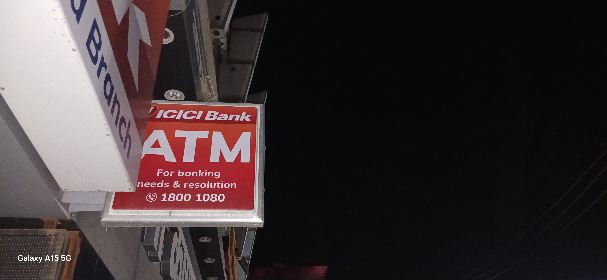 d Branch
ICICI Bank
ATM
For banking
needs & resolution
1800 1080
Galaxy A15 5G